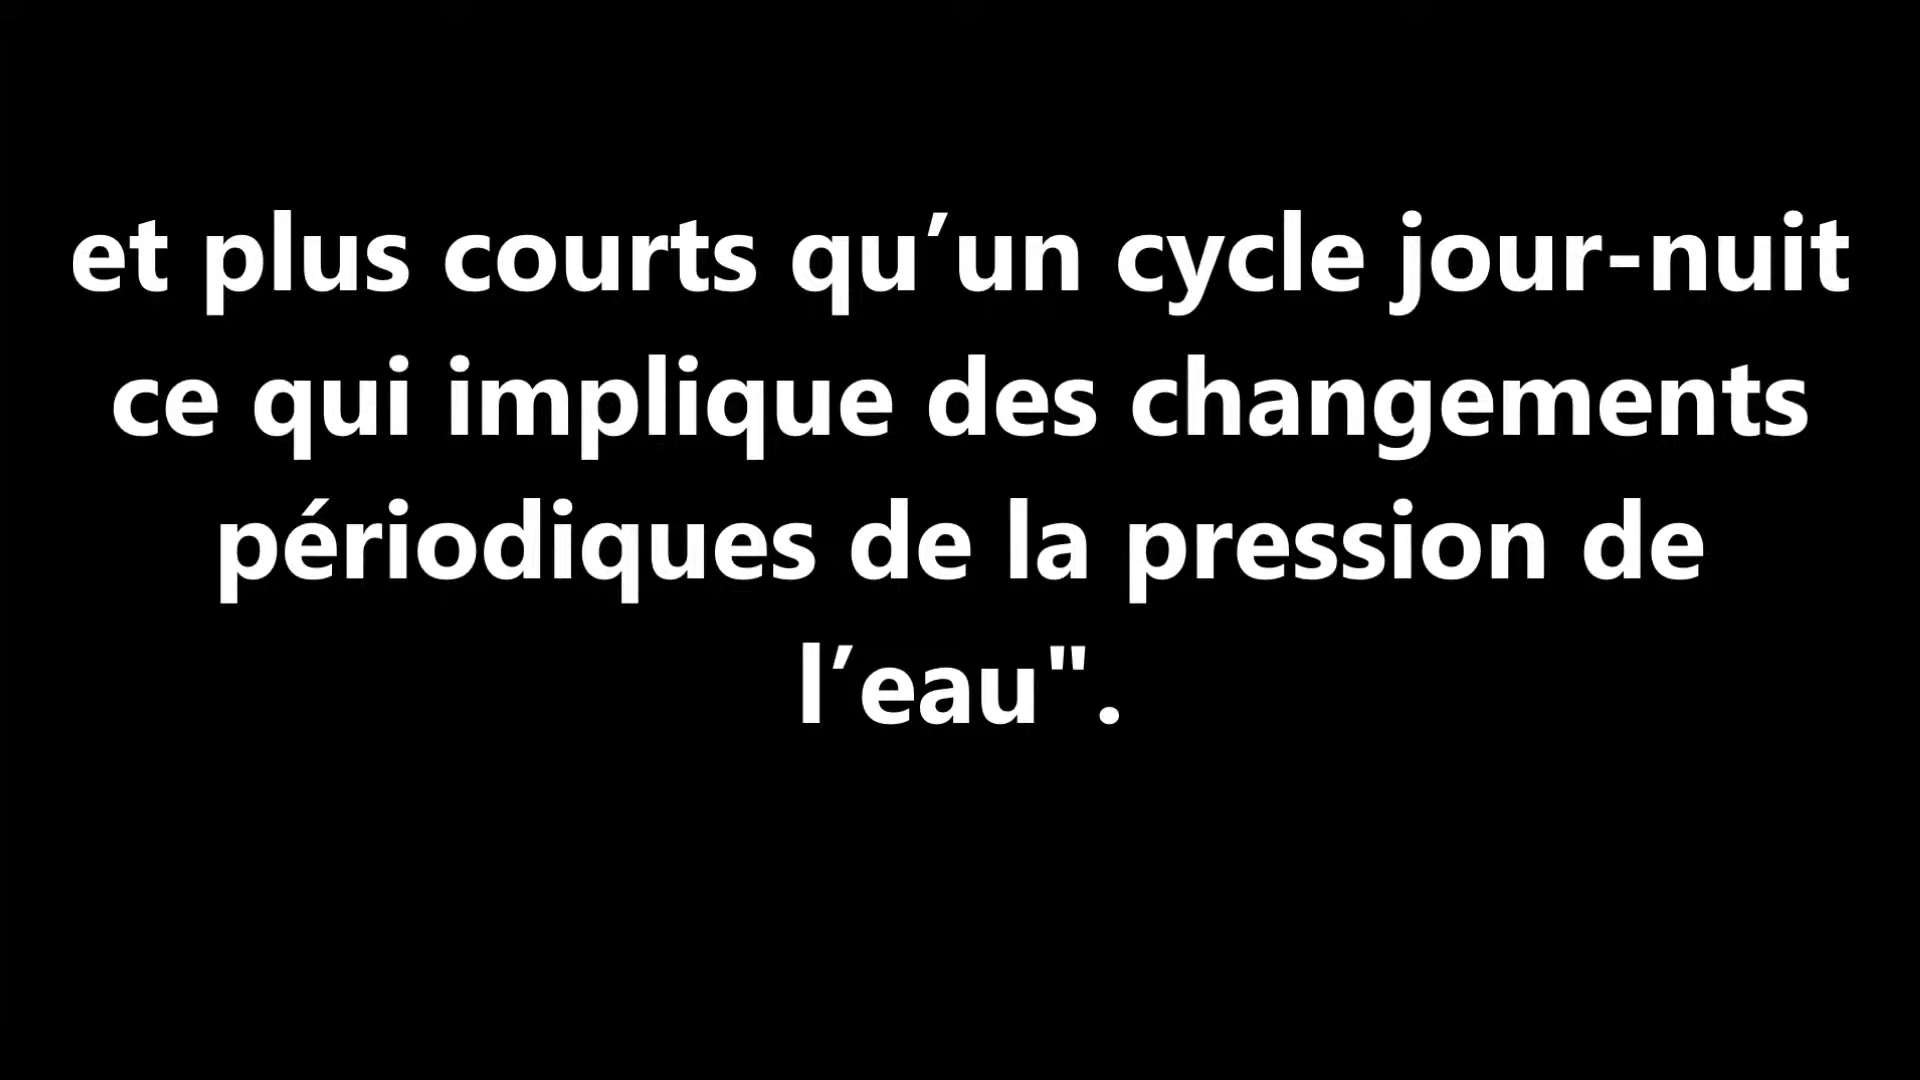 et plus courts qu’un cycle jour-nuit
ce qui implique des changements
périodiques de la pression de
l’eau".